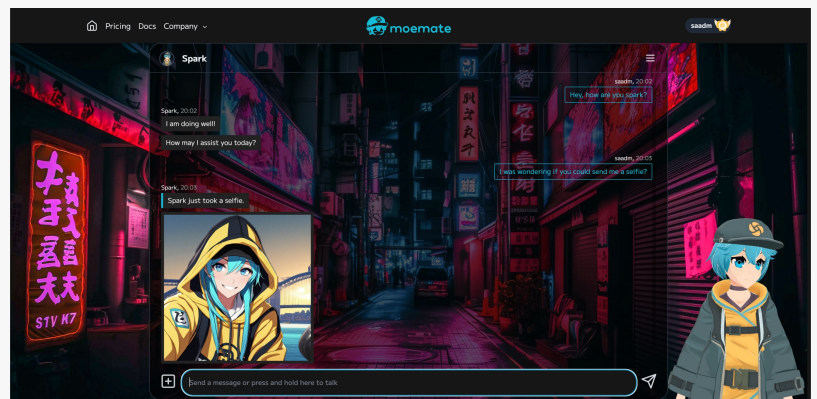 Pricing Docs Company
moemate
saadm
Spark
saadm, 20:02
Hey, how are you spark?
Spark, 20:02
I am doing well!
How may I assist you today?
saadm, 20:03
I was wondering if you could send me a selfie?
Spark, 20:03
Spark just took a selfie.
STV K7
Send a message or press and hold here to talk